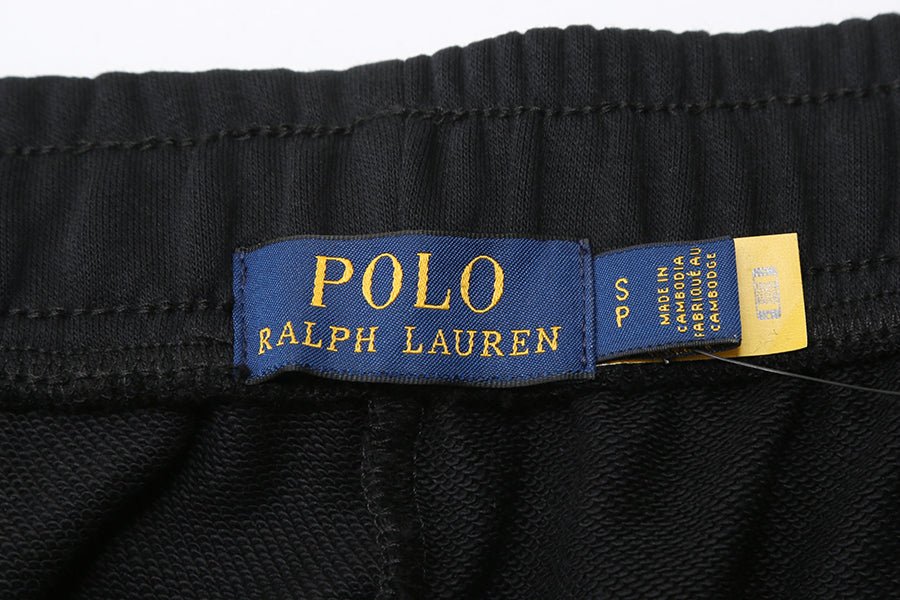 POLO
RALPH LAUREN
S
P
MADE IN
CAMBODIA
FABRIQUÉ AU
CAMBODGE